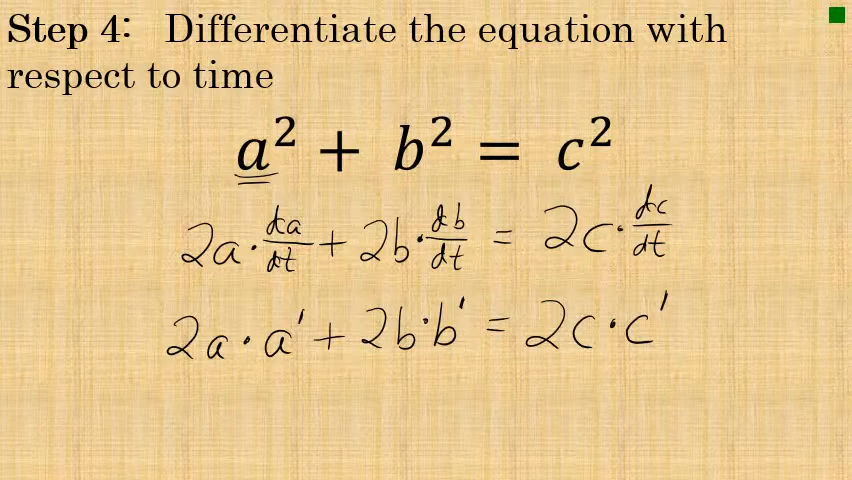 Step 4: Differentiate the equation with
respect to time
a² + b² = c²
2a · da/dt + 2b · db/dt = 2c · dc/dt
2a · a' + 2b · b' = 2c · c'